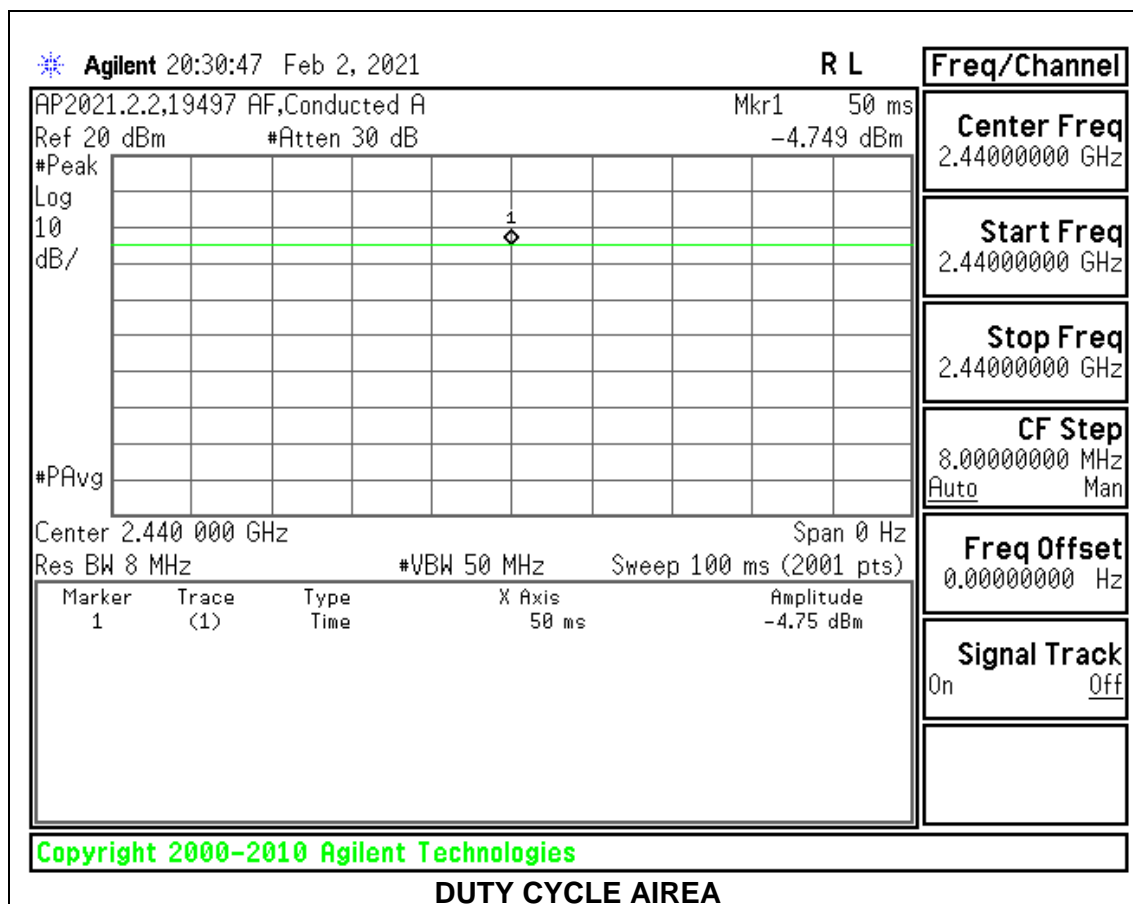 Agilent 20:30:47 Feb 2, 2021 R L
AP2021.2.2,19497 AF,Conducted A Mkr1 50 ms
Ref 20 dBm #Atten 30 dB -4.749 dBm
#Peak
Log
10
dB/
1
#PAvg
Center 2.440 000 GHz Span 0 Hz
Res BW 8 MHz #VBW 50 MHz Sweep 100 ms (2001 pts)
Marker Trace Type X Axis Amplitude
1 (1) Time 50 ms -4.75 dBm
Freq/Channel
Center Freq
2.44000000 GHz
Start Freq
2.44000000 GHz
Stop Freq
2.44000000 GHz
CF Step
8.00000000 MHz
Auto Man
Freq Offset
0.00000000 Hz
Signal Track
On Off
Copyright 2000-2010 Agilent Technologies
DUTY CYCLE AIREA